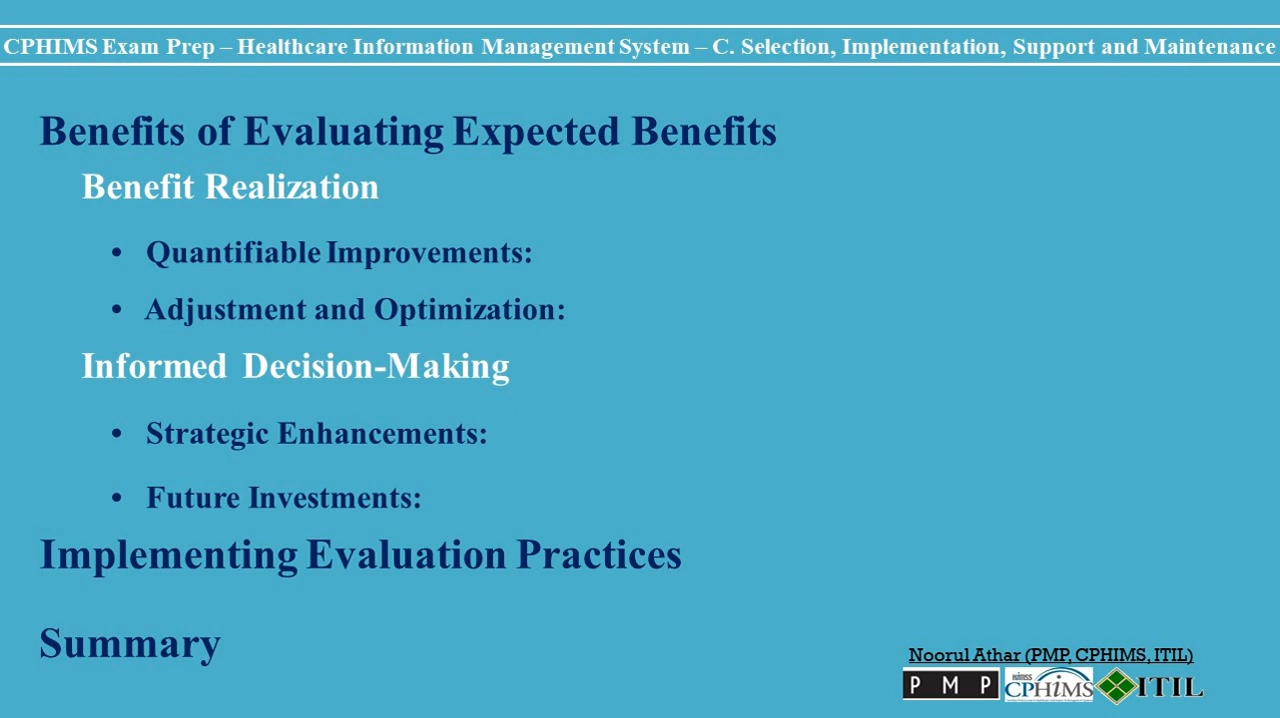 CPHIMS Exam Prep – Healthcare Information Management System – C. Selection, Implementation, Support and Maintenance
Benefits of Evaluating Expected Benefits
Benefit Realization
• Quantifiable Improvements:
• Adjustment and Optimization:
Informed Decision-Making
• Strategic Enhancements:
• Future Investments:
Implementing Evaluation Practices
Summary
Noorul Athar (PMP, CPHIMS, ITIL)
PMP
himss
CPHiMS
ITIL